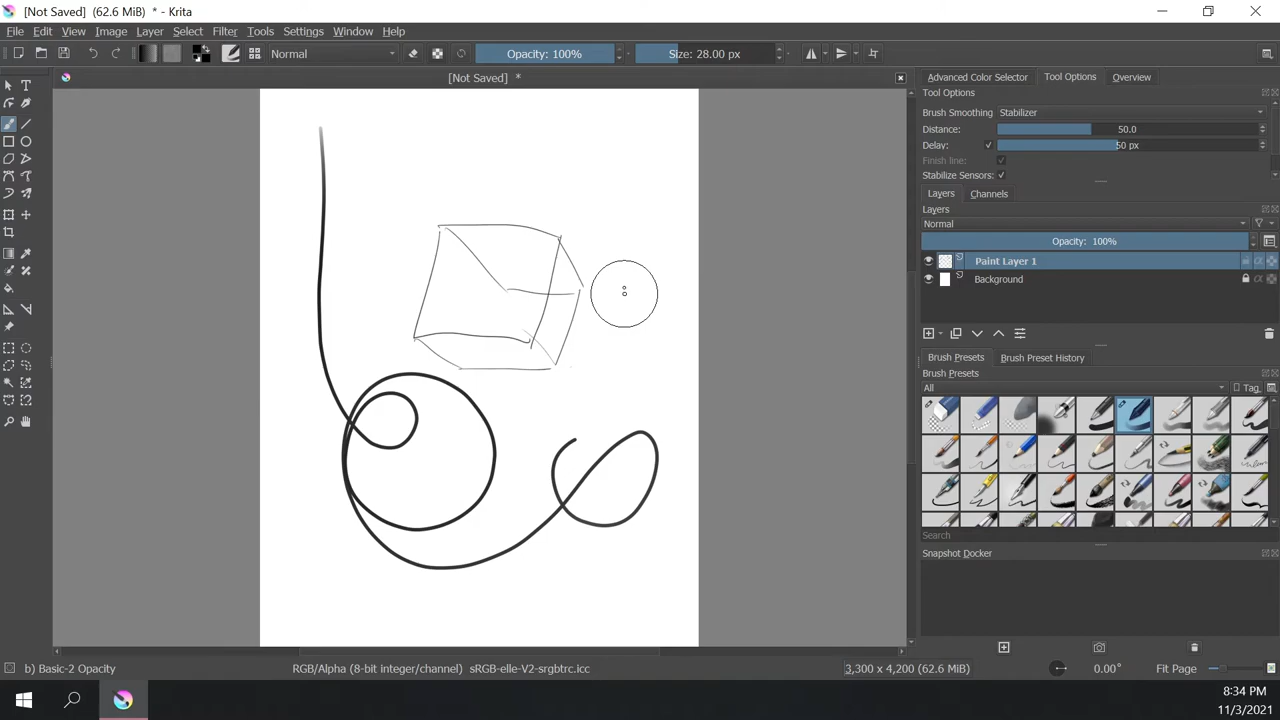 [Not Saved] (62.6 MiB) * - Krita
File Edit View Image Layer Select Filter Tools Settings Window Help
Normal Opacity: 100% Size: 28.00 px
[Not Saved] *
Advanced Color Selector Tool Options Overview
Tool Options
Brush Smoothing Stabilizer
Distance: 50.0
Delay: 50 px
Finish line:
Stabilize Sensors:
Layers Channels
Layers
Normal
Opacity: 100%
Paint Layer 1
Background
Brush Presets Brush Preset History
Brush Presets
All Tag
Search
Snapshot Docker
b) Basic-2 Opacity RGB/Alpha (8-bit integer/channel) sRGB-elle-V2-srgbtrc.icc 3,300 x 4,200 (62.6 MiB) 0.00° Fit Page
8:34 PM
11/3/2021